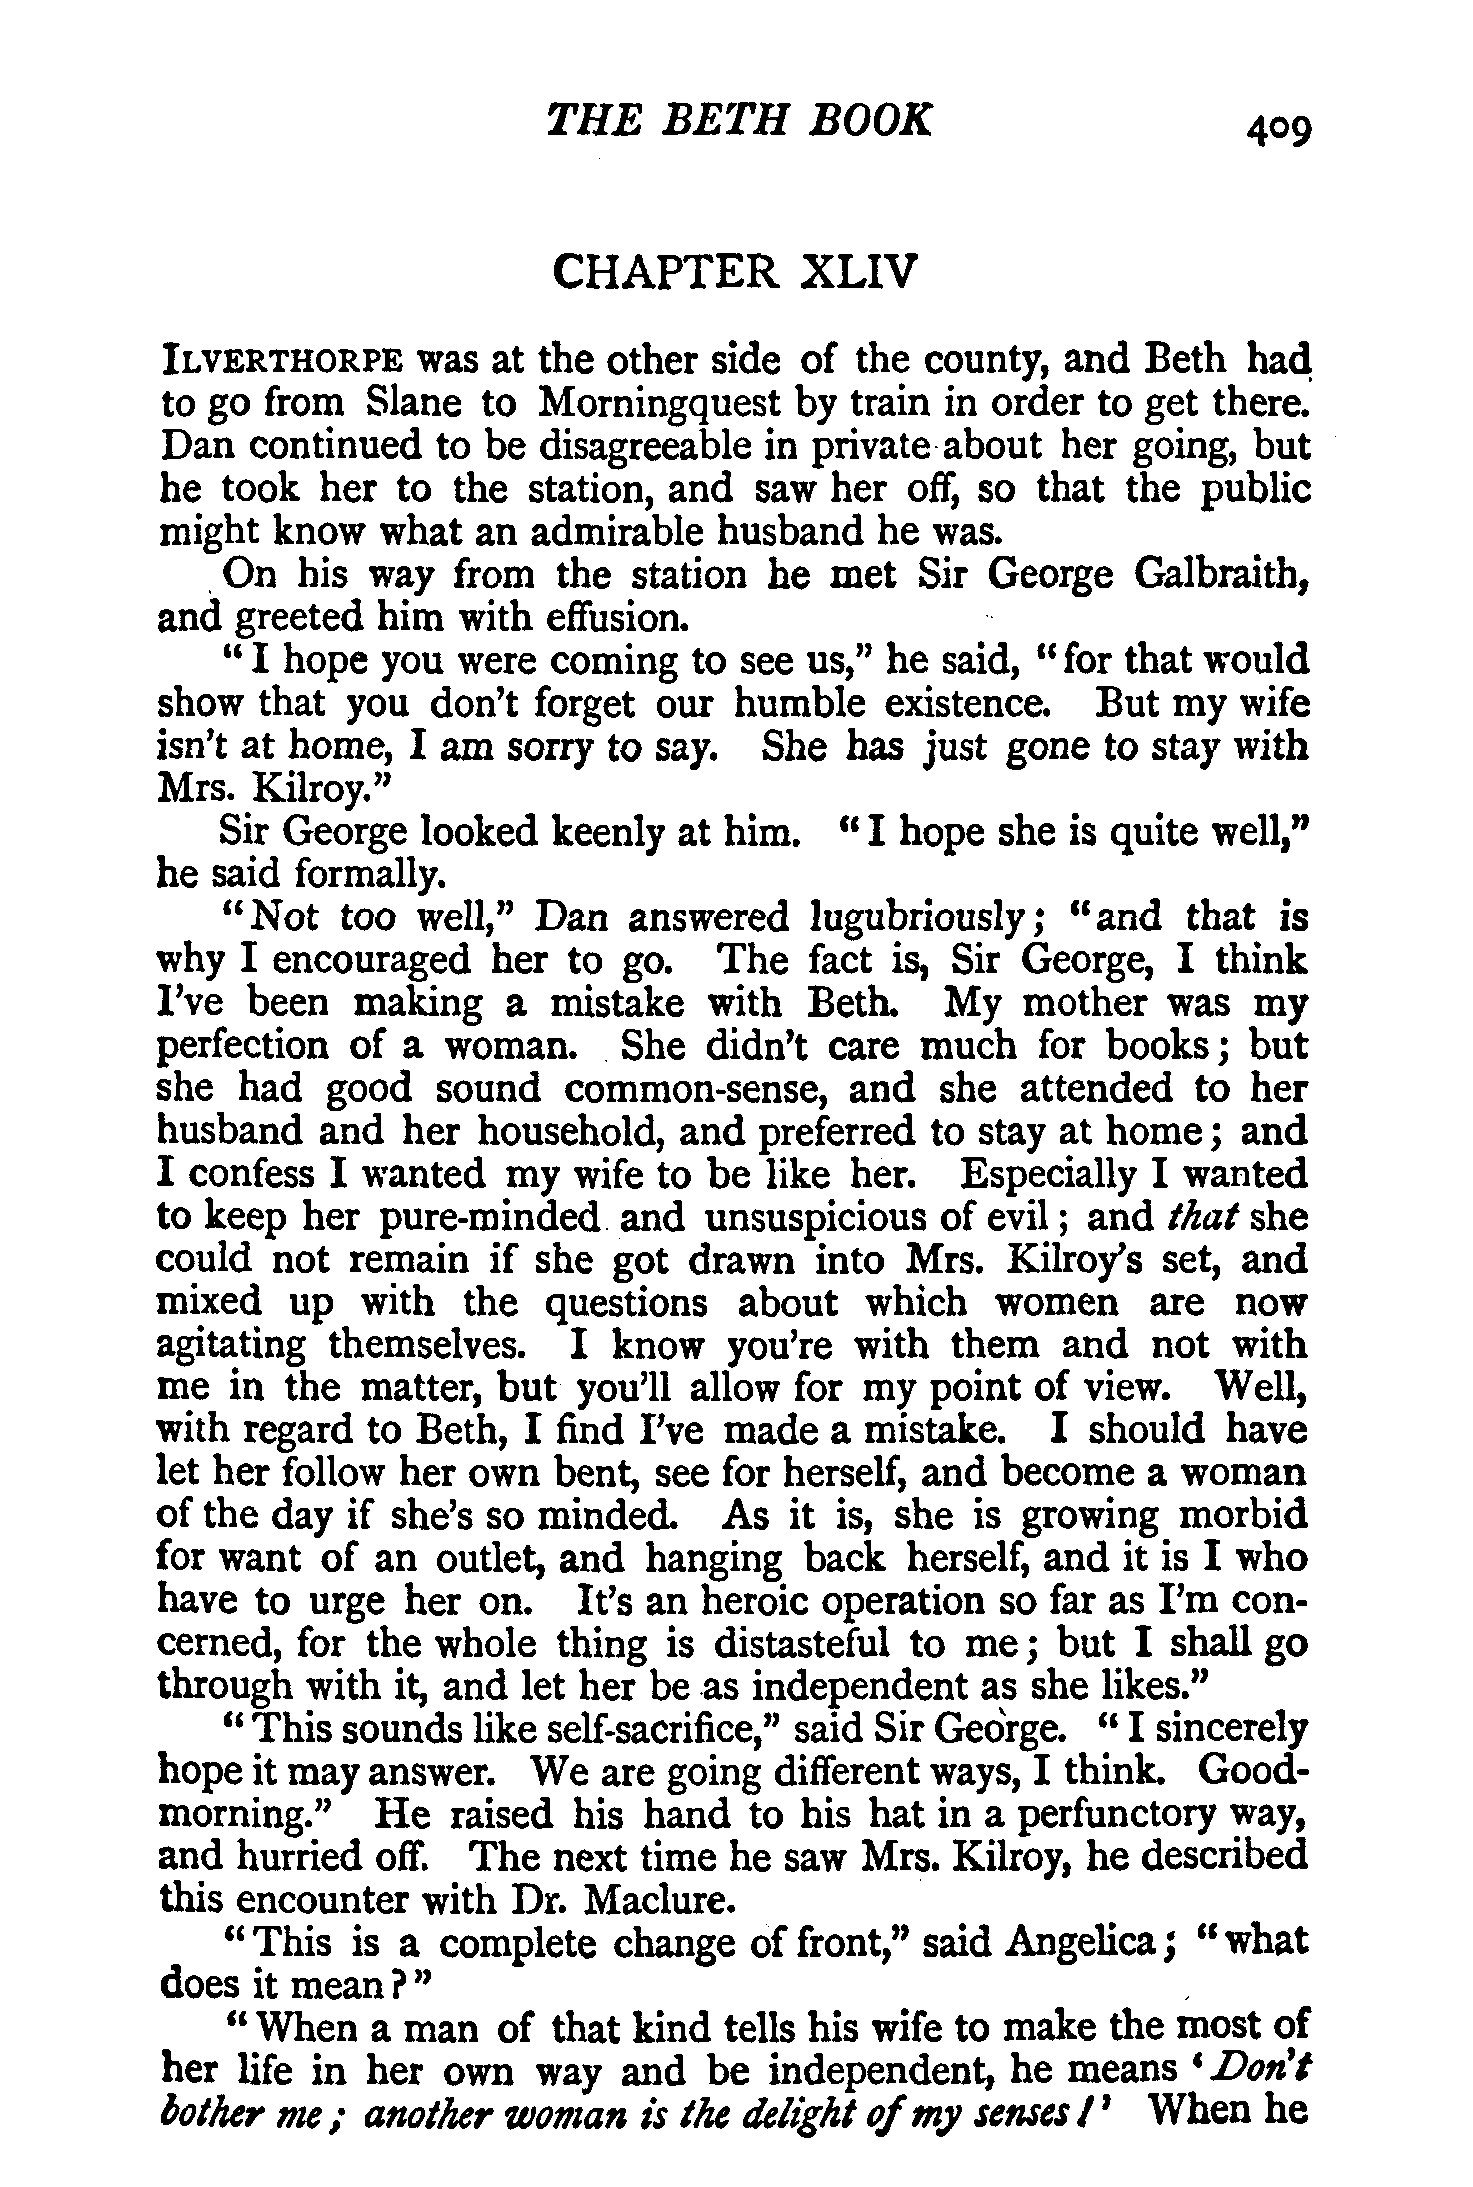 THE BETH BOOK 409
CHAPTER XLIV
ILVERTHORPE was at the other side of the county, and Beth had
to go from Slane to Morningquest by train in order to get there.
Dan continued to be disagreeable in private about her going, but
he took her to the station, and saw her off, so that the public
might know what an admirable husband he was.
On his way from the station he met Sir George Galbraith,
and greeted him with effusion.
"I hope you were coming to see us," he said, "for that would
show that you don't forget our humble existence. But my wife
isn't at home, I am sorry to say. She has just gone to stay with
Mrs. Kilroy."
Sir George looked keenly at him. "I hope she is quite well,"
he said formally.
"Not too well," Dan answered lugubriously; "and that is
why I encouraged her to go. The fact is, Sir George, I think
I've been making a mistake with Beth. My mother was my
perfection of a woman. She didn't care much for books; but
she had good sound common-sense, and she attended to her
husband and her household, and preferred to stay at home; and
I confess I wanted my wife to be like her. Especially I wanted
to keep her pure-minded and unsuspicious of evil; and that she
could not remain if she got drawn into Mrs. Kilroy's set, and
mixed up with the questions about which women are now
agitating themselves. I know you're with them and not with
me in the matter, but you'll allow for my point of view. Well,
with regard to Beth, I find I've made a mistake. I should have
let her follow her own bent, see for herself, and become a woman
of the day if she's so minded. As it is, she is growing morbid
for want of an outlet, and hanging back herself, and it is I who
have to urge her on. It's an heroic operation so far as I'm con-
cerned, for the whole thing is distasteful to me; but I shall go
through with it, and let her be as independent as she likes."
"This sounds like self-sacrifice," said Sir George. "I sincerely
hope it may answer. We are going different ways, I think. Good-
morning." He raised his hand to his hat in a perfunctory way,
and hurried off. The next time he saw Mrs. Kilroy, he described
this encounter with Dr. Maclure.
"This is a complete change of front," said Angelica; "what
does it mean?"
"When a man of that kind tells his wife to make the most of
her life in her own way and be independent, he means 'Don't
bother me; another woman is the delight of my senses!' When he